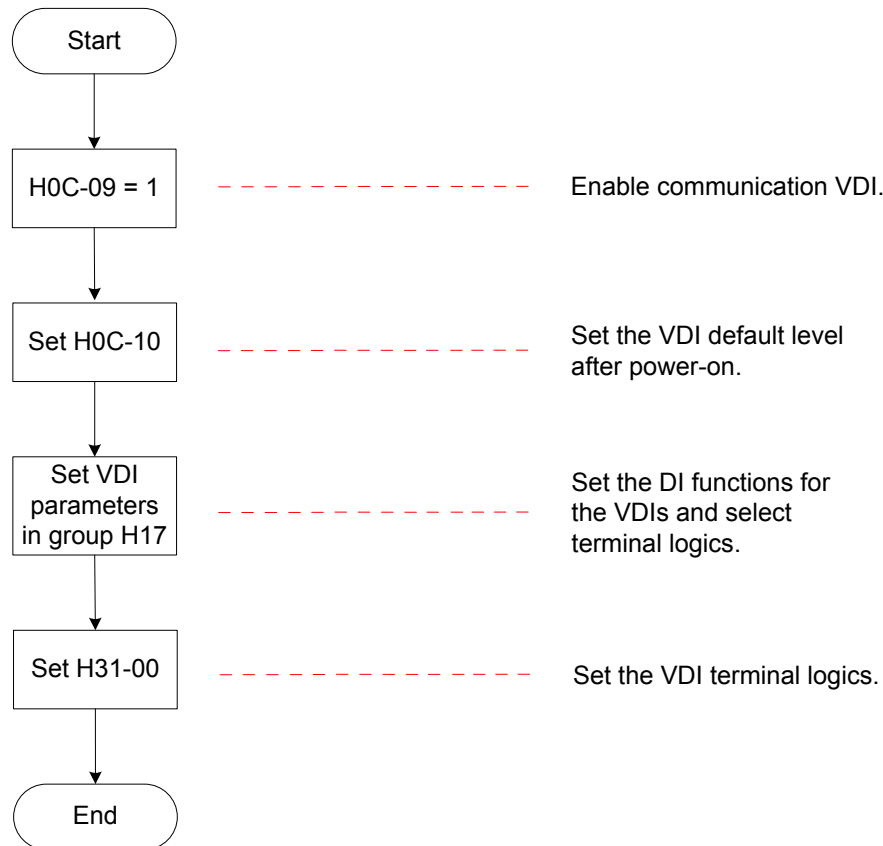 Start
H0C-09 = 1
Enable communication VDI.
Set H0C-10
Set the VDI default level
after power-on.
Set VDI
parameters
in group H17
Set the DI functions for
the VDIs and select
terminal logics.
Set H31-00
Set the VDI terminal logics.
End